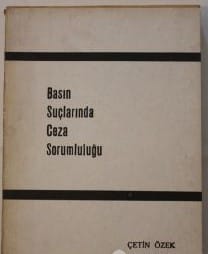 Basın
Suçlarında
Ceza
Sorumluluğu
ÇETİN ÖZEK